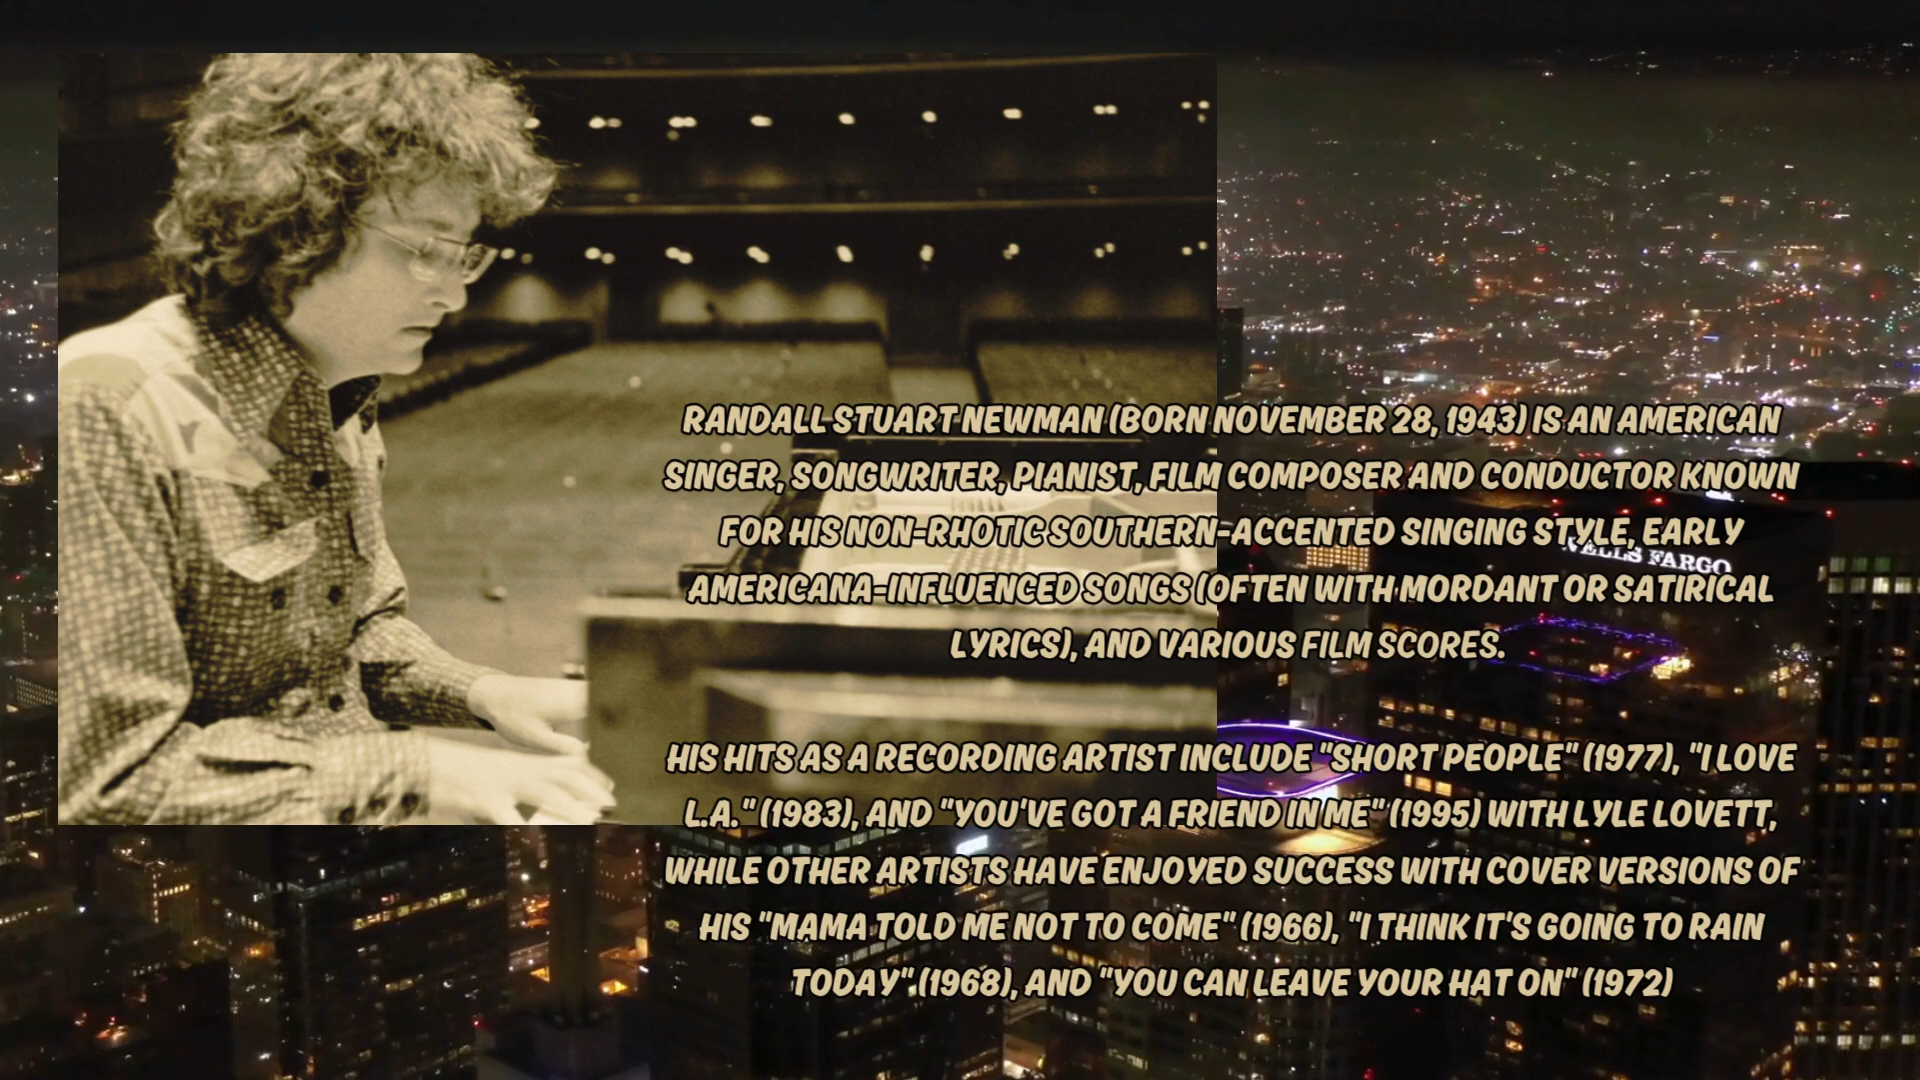 RANDALL STUART NEWMAN (BORN NOVEMBER 28, 1943) IS AN AMERICAN
SINGER, SONGWRITER, PIANIST, FILM COMPOSER AND CONDUCTOR KNOWN
FOR HIS NON-RHOTIC SOUTHERN-ACCENTED SINGING STYLE, EARLY
AMERICANA-INFLUENCED SONGS (OFTEN WITH MORDANT OR SATIRICAL
LYRICS), AND VARIOUS FILM SCORES.
WELLS FARGO
HIS HITS AS A RECORDING ARTIST INCLUDE "SHORT PEOPLE" (1977), "I LOVE
L.A." (1983), AND "YOU'VE GOT A FRIEND IN ME" (1995) WITH LYLE LOVETT,
WHILE OTHER ARTISTS HAVE ENJOYED SUCCESS WITH COVER VERSIONS OF
HIS "MAMA TOLD ME NOT TO COME" (1966), "I THINK IT'S GOING TO RAIN
TODAY" (1968), AND "YOU CAN LEAVE YOUR HAT ON" (1972)